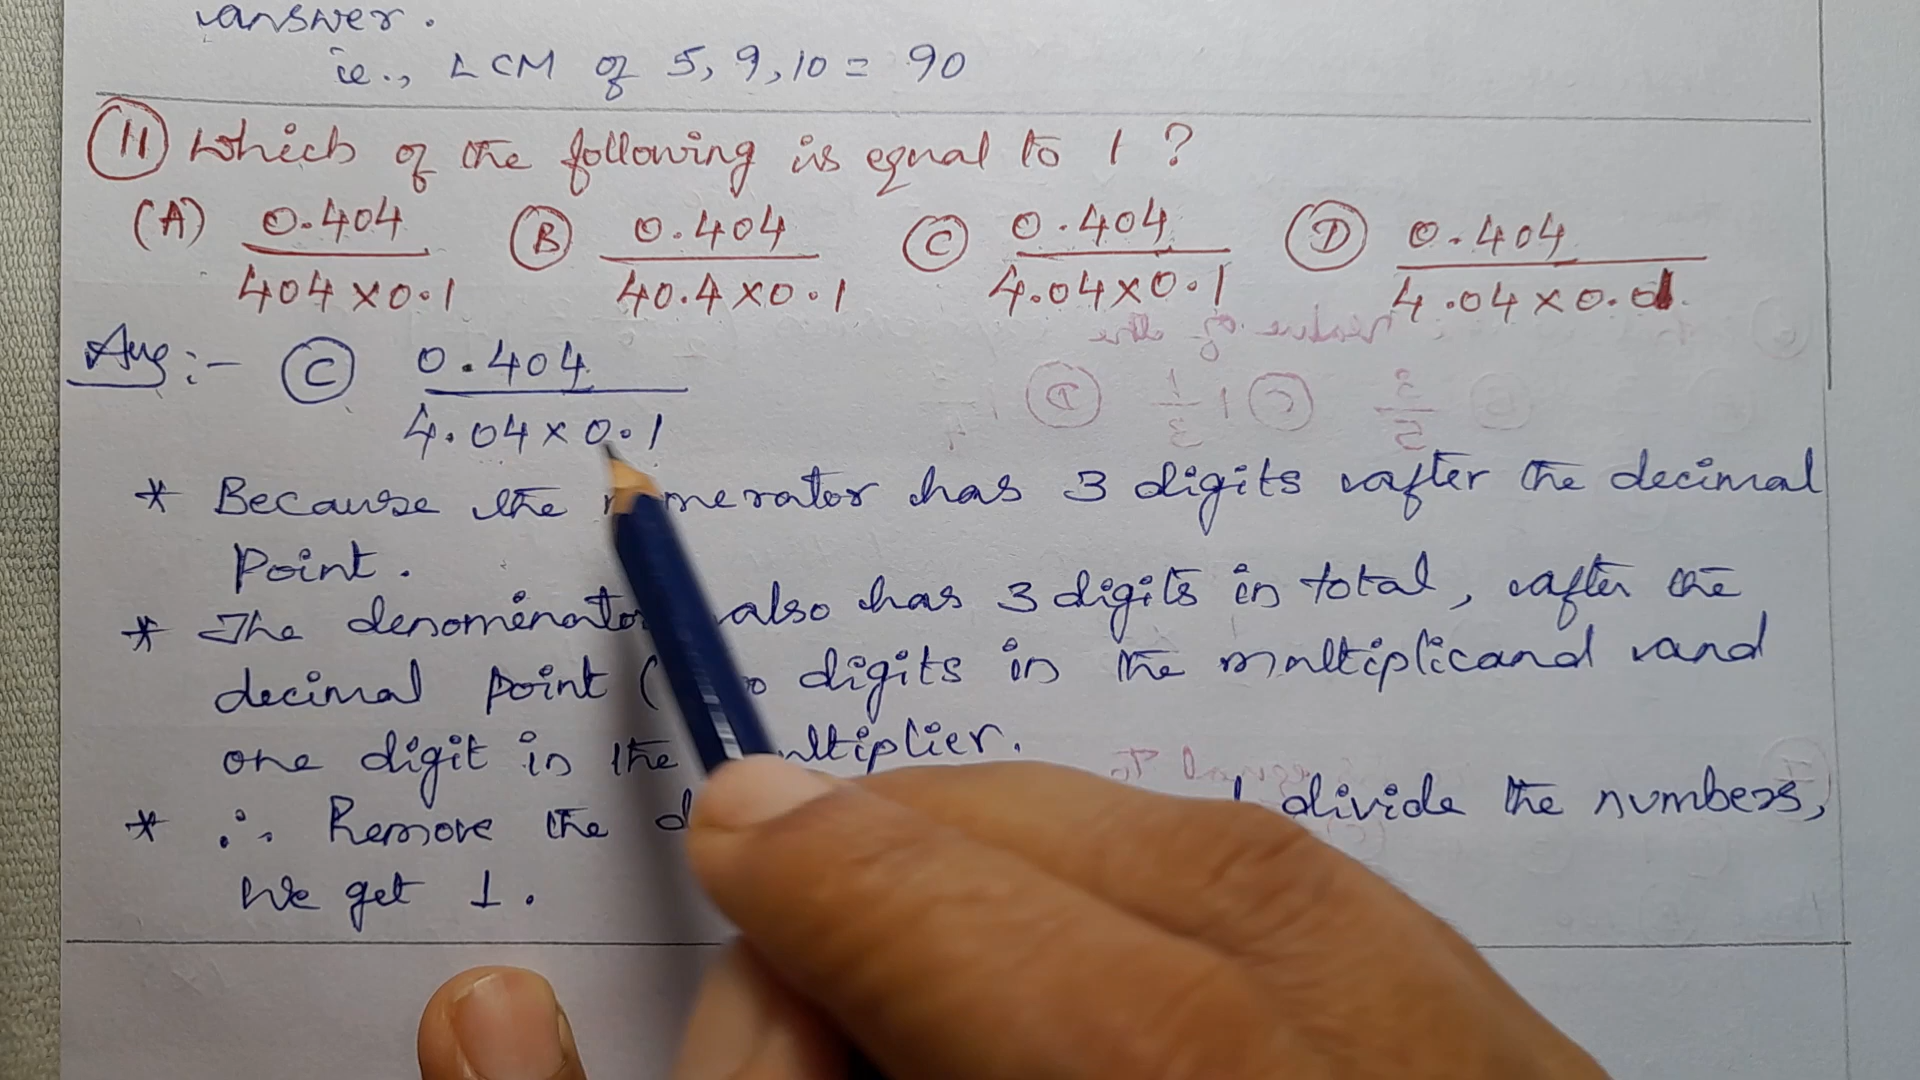 answer.
ie., LCM of 5, 9, 10 = 90
11 Which of the following is equal to 1 ?
(A) 0.404 / 404 × 0.1 (B) 0.404 / 40.4 × 0.1 (C) 0.404 / 4.04 × 0.1 (D) 0.404 / 4.04 × 0.01
Ans :- (C) 0.404 / 4.04 × 0.1
* Because the merator has 3 digits after the decimal
Point.
* The denominator also has 3 digits in total, after the
decimal point ( digits in the multiplicand and
one digit in the ultiplier.
* ∴ Remove the divide the numbers,
We get 1.